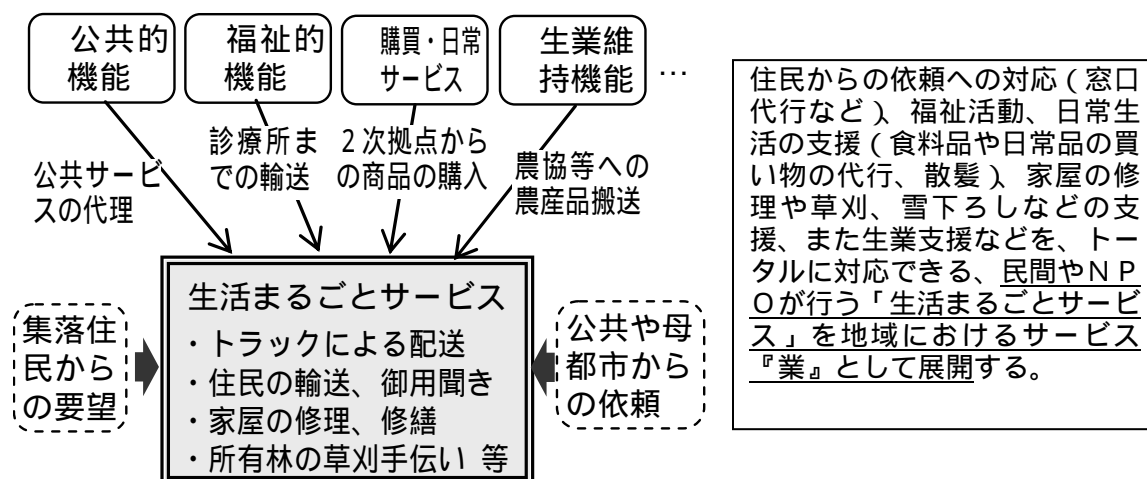 公共的
機能
福祉的
機能
購買・日常
サービス
生業維
持機能
…
公共サービ
スの代理
診療所ま
での輸送
2次拠点から
の商品の購入
農協等への
農産品搬送
集落住
民から
の要望
生活まるごとサービス
・トラックによる配送
・住民の輸送、御用聞き
・家屋の修理、修繕
・所有林の草刈手伝い 等
公共や母
都市から
の依頼
住民からの依頼への対応(窓口
代行など)、福祉活動、日常生
活の支援(食料品や日常品の買
い物の代行、散髪)、家屋の修
理や草刈、雪下ろしなどの支
援、また生業支援などを、トー
タルに対応できる、民間やNP
Oが行う「生活まるごとサービ
ス」を地域におけるサービス
『業』として展開する。